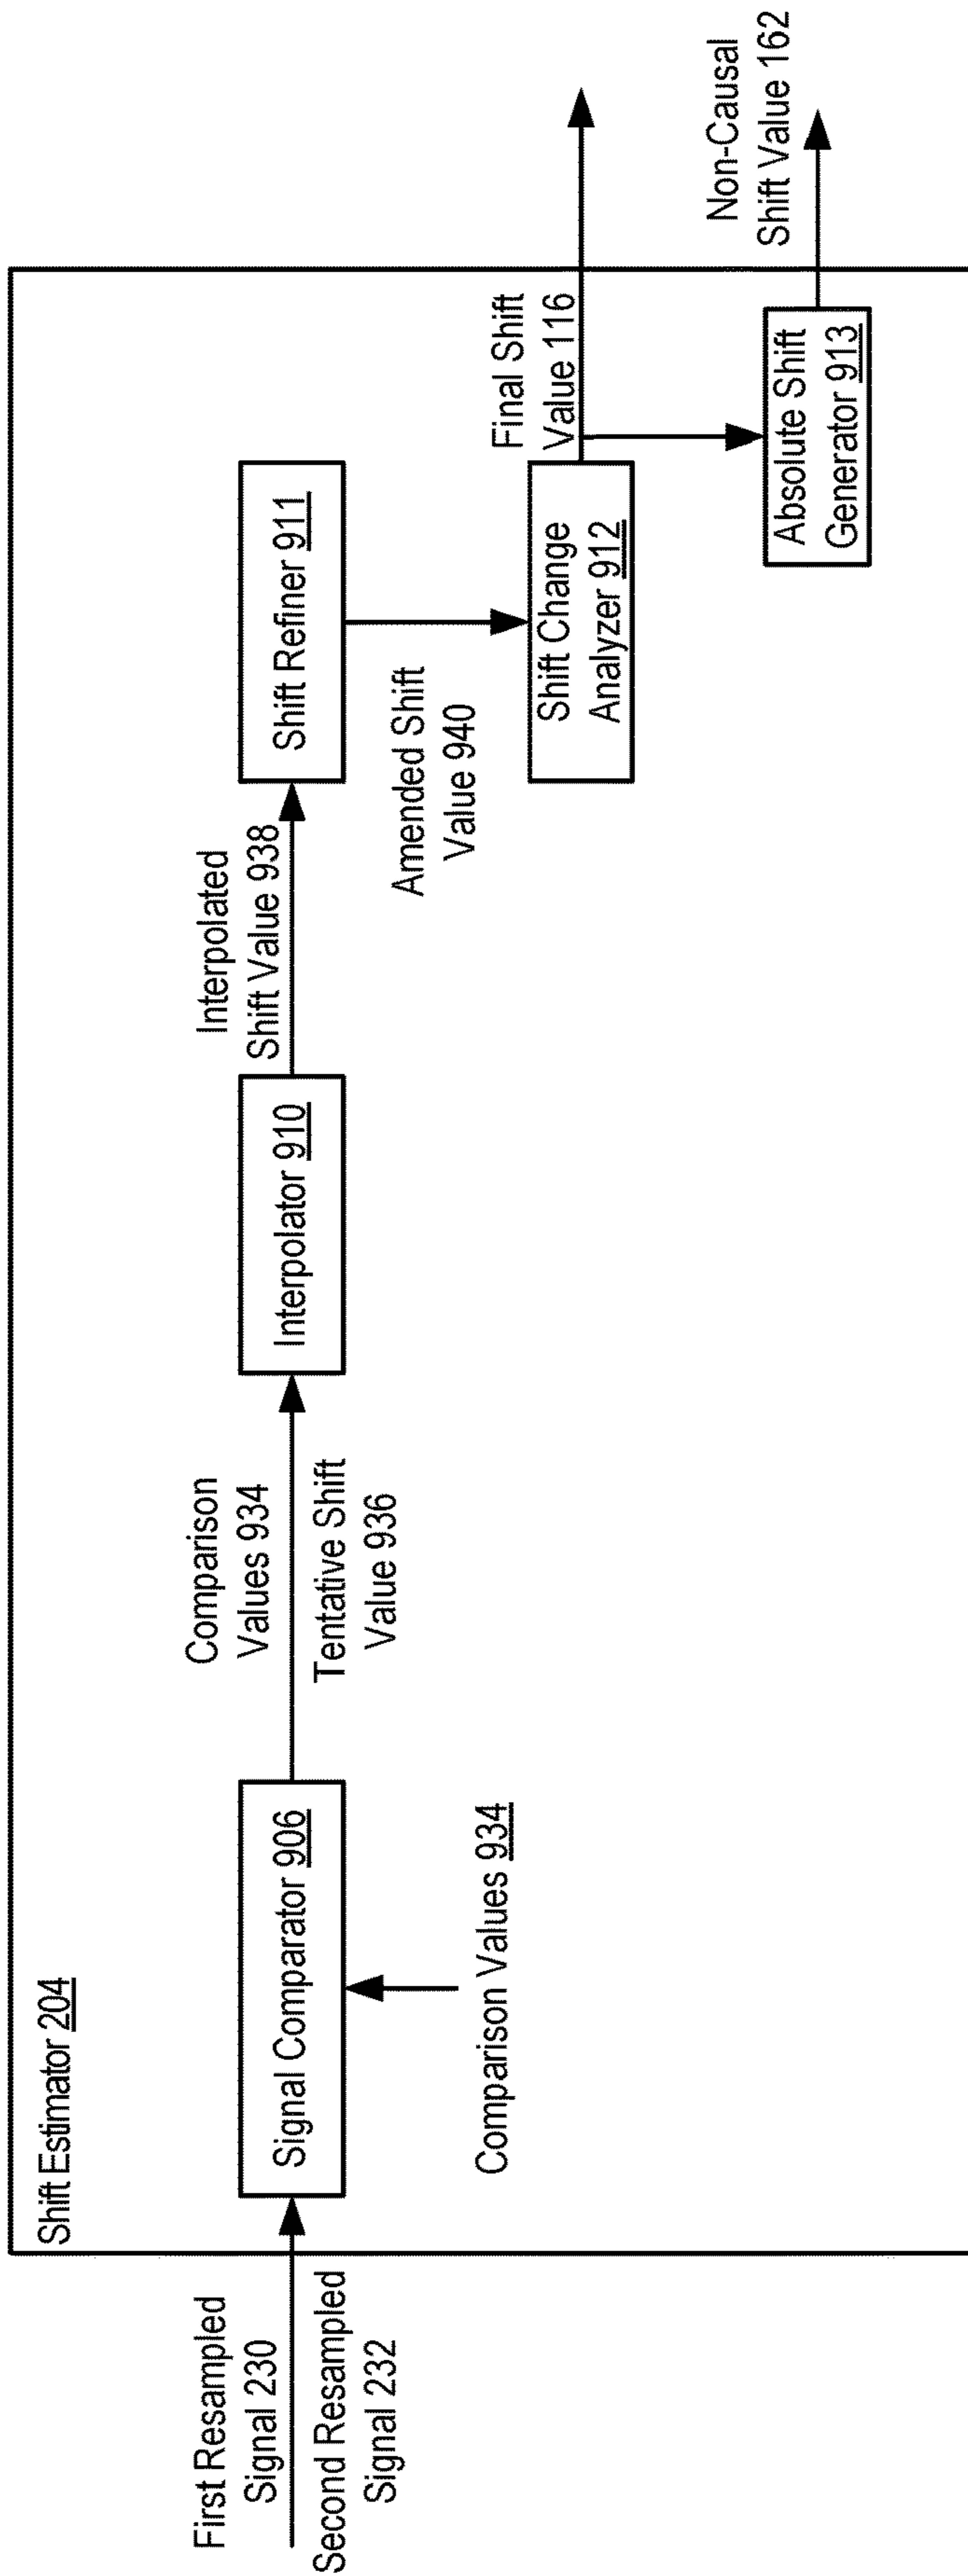 Shift Estimator 204
First Resampled
Signal 230
Second Resampled
Signal 232
Signal Comparator 906
Comparison Values 934
Comparison
Values 934
Tentative Shift
Value 936
Interpolator 910
Interpolated
Shift Value 938
Shift Refiner 911
Amended Shift
Value 940
Shift Change
Analyzer 912
Final Shift
Value 116
Absolute Shift
Generator 913
Non-Causal
Shift Value 162